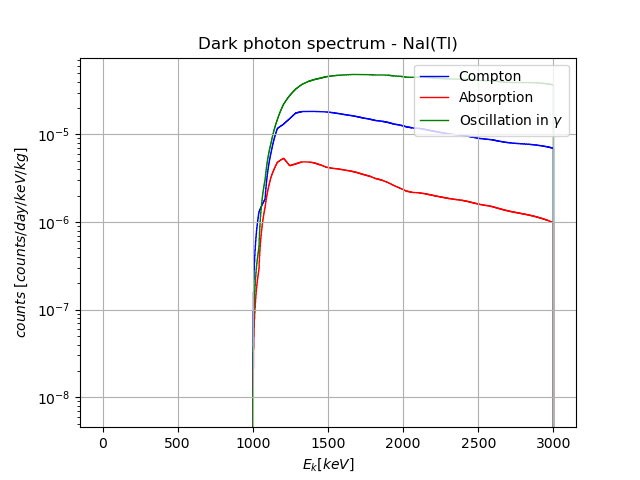 Dark photon spectrum - NaI(Tl)
Compton
Absorption
Oscillation in γ
counts [counts/day/keV/kg]
10⁻⁵
10⁻⁶
10⁻⁷
10⁻⁸
0 500 1000 1500 2000 2500 3000
E_k[keV]